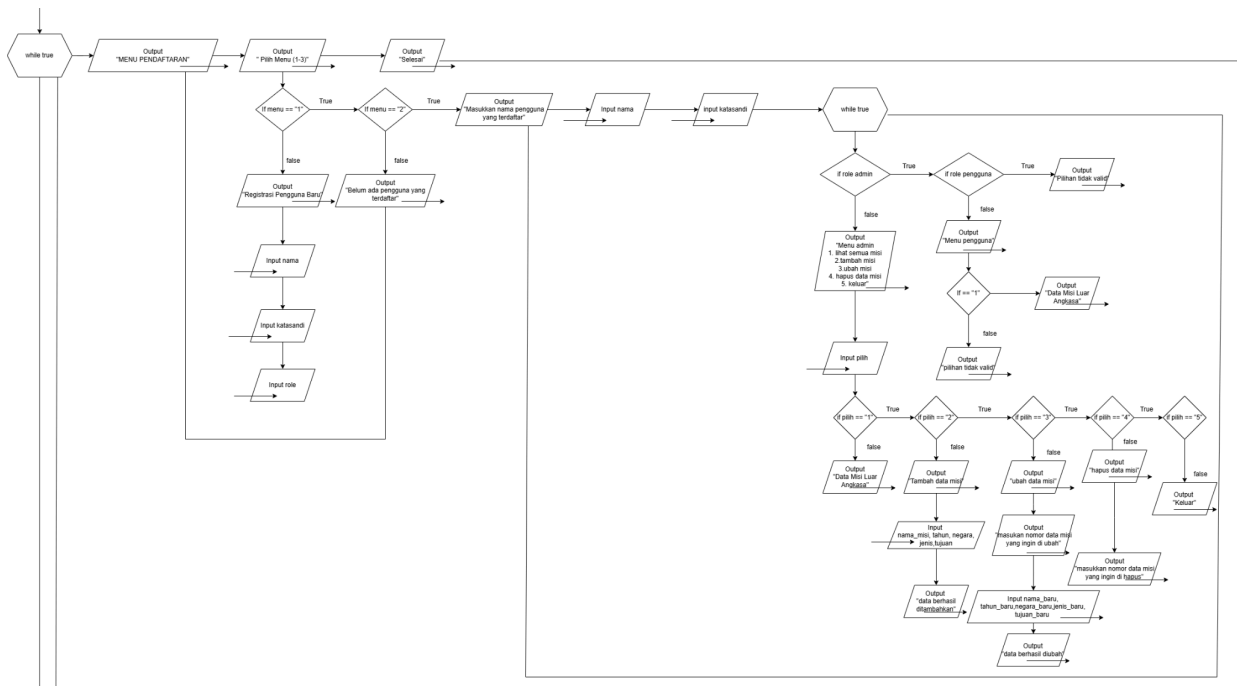 while true
Output
"MENU PENDAFTARAN"
Output
" Pilih Menu (1-3)"
Output
"Selesai"
If menu == "1"
True
If menu == "2"
True
Output
"Masukkan nama pengguna
yang terdaftar"
Input nama
input katasandi
while true
false
false
Output
"Registrasi Pengguna Baru"
Output
"Belum ada pengguna yang
terdaftar"
Input nama
Input katasandi
Input role
if role admin
True
if role pengguna
True
Output
"Pilihan tidak valid"
false
false
Output
"Menu admin
1. lihat semua misi
2.tambah misi
3.ubah misi
4. hapus data misi
5. keluar"
Output
"Menu pengguna"
If == "1"
Output
"Data Misi Luar
Angkasa"
false
Input pilih
Output
"pilihan tidak valid"
if pilih == "1"
True
if pilih == "2"
True
if pilih == "3"
True
if pilih == "4"
True
if pilih == "5"
false
false
false
false
false
Output
"Data Misi Luar
Angkasa"
Output
"Tambah data misi"
Output
"ubah data misi"
Output
"hapus data misi"
Output
"Keluar"
Input
nama_misi, tahun, negara,
jenis,tujuan
Output
"masukan nomor data misi
yang ingin di ubah"
Output
"masukkan nomor data misi
yang ingin di hapus"
Output
"data berhasil
ditambahkan"
Input nama_baru,
tahun_baru,negara_baru,jenis_baru,
tujuan_baru
Output
"data berhasil diubah"